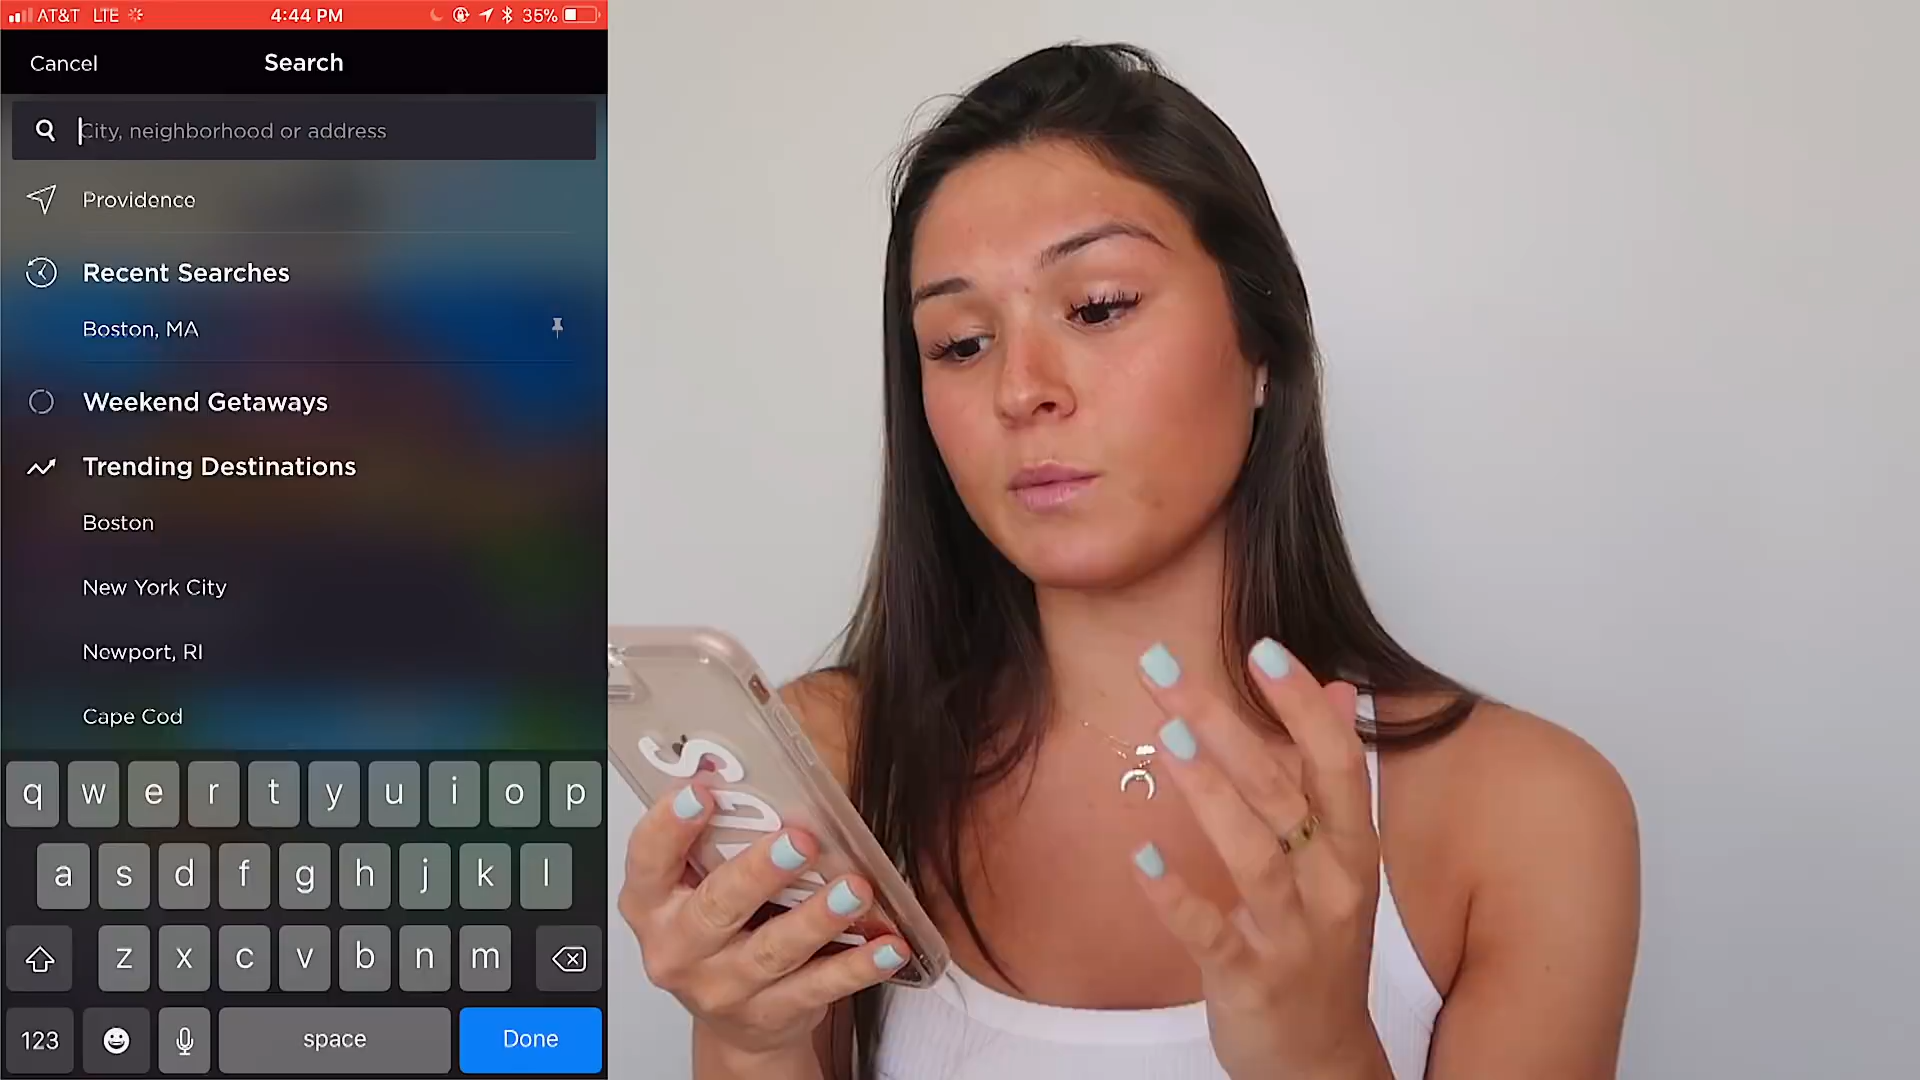 AT&T LTE 4:44 PM 35%
Cancel Search
City, neighborhood or address
Providence
Recent Searches
Boston, MA
Weekend Getaways
Trending Destinations
Boston
New York City
Newport, RI
Cape Cod
q w e r t y u i o p
a s d f g h j k l
z x c v b n m
123 space Done